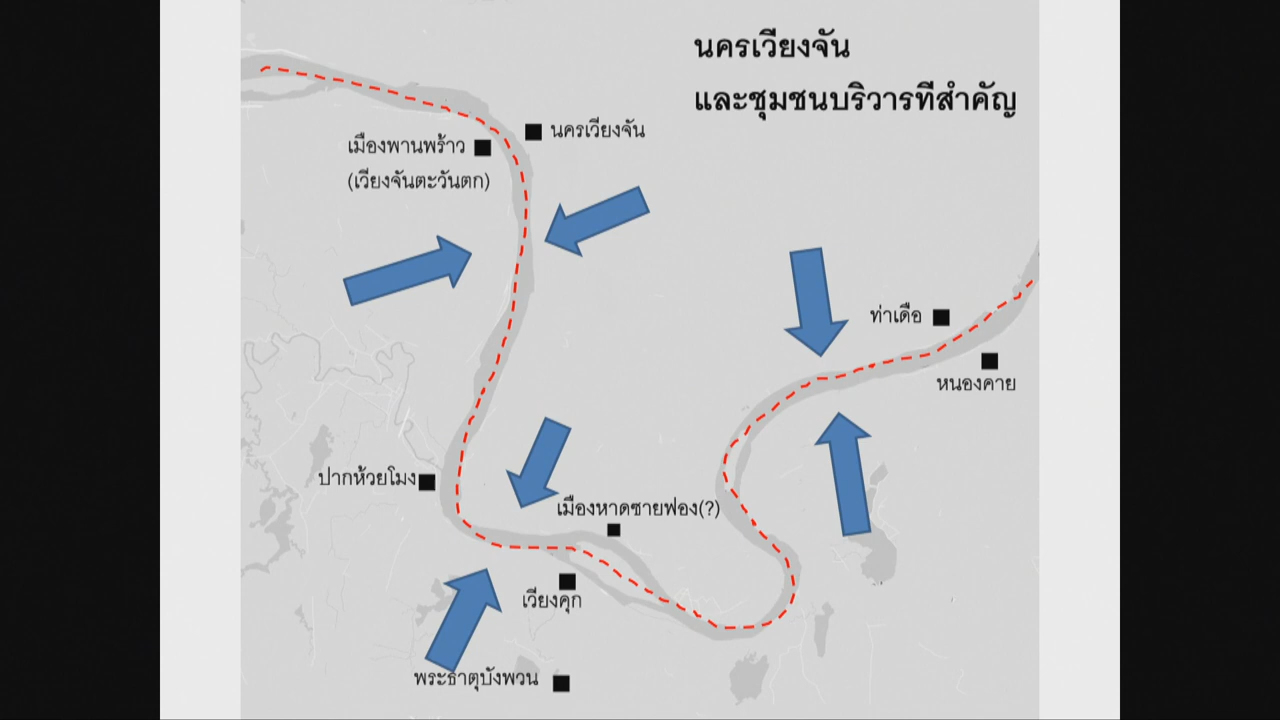 นครเวียงจัน
และชุมชนบริวารที่สำคัญ
นครเวียงจัน
เมืองพานพร้าว
(เวียงจันตะวันตก)
ท่าเดื่อ
หนองคาย
ปากห้วยโมง
เมืองหาดซายฟอง(?)
เวียงคุก
พระธาตุบังพวน